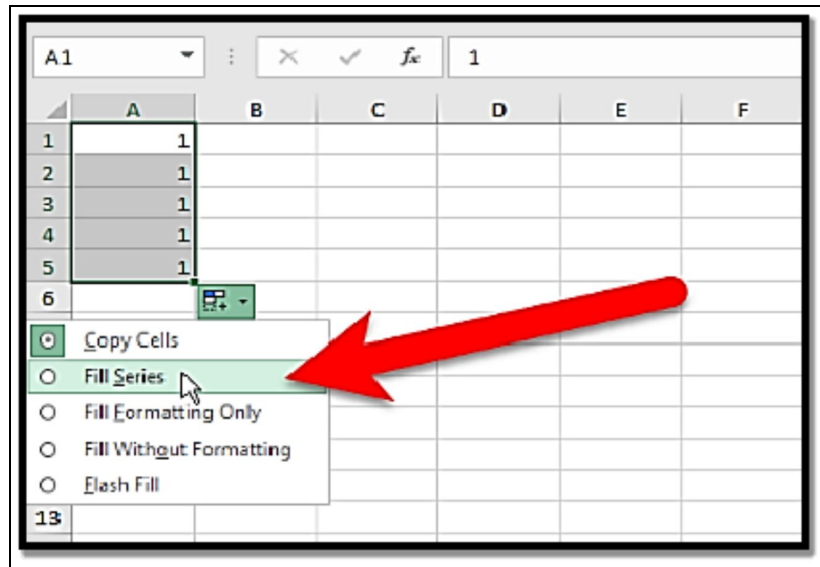 A1 fx 1
A B C D E F
1 1
2 1
3 1
4 1
5 1
6
Copy Cells
Fill Series
Fill Formatting Only
Fill Without Formatting
Flash Fill
13